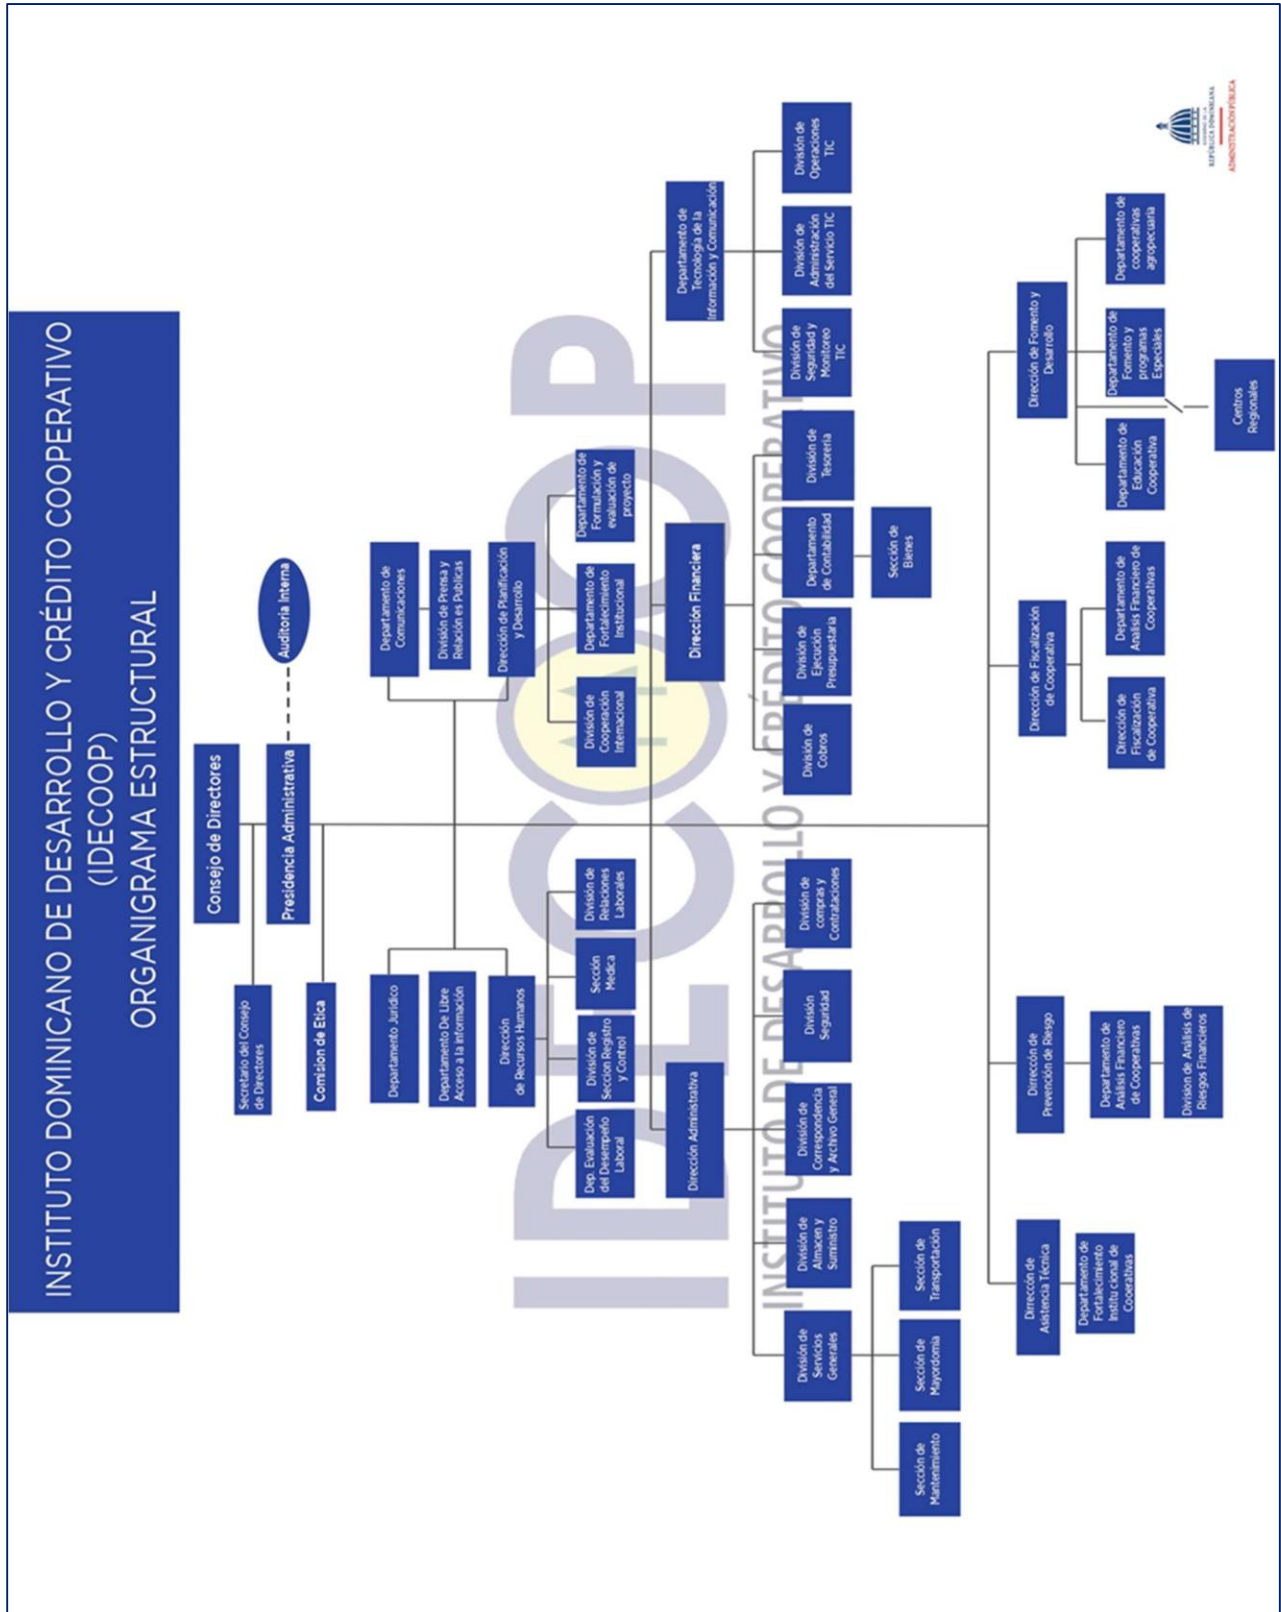 INSTITUTO DOMINICANO DE DESARROLLO Y CRÉDITO COOPERATIVO
(IDECOOP)
ORGANIGRAMA ESTRUCTURAL
Consejo de Directores
Secretario del Consejo
de Directores
Presidencia Administrativa
Auditoria Interna
Comision de Etica
Departamento Jurídico
Departamento De Libre
Acceso a la información
Dirección
de Recursos Humanos
Departamento de
Comunicaciones
División de Prensa y
Relación es Publicas
Dirección de Planificación
y Desarrollo
Dep. Evaluación
del Desempeño
Laboral
División de
Seccion Registro
y Control
Sección
Medica
División de
Relaciones
Laborales
División de
Cooperación
Internacional
Departamento de
Fortalecimiento
Institucional
Departamento de
Formulación y
evaluación de
proyecto
Dirección Administrativa
Dirección Financiera
Departamento de
Tecnología de la
Información y Comunicación
División de
Servicios
Generales
División de
Almacen y
Suministro
División de
Correspondencia
y Archivo General
División
Seguridad
División de
compras y
Contrataciones
División de
Cobros
División de
Ejecución
Presupuestaria
Departamento
de Contabilidad
División de
Tesorería
División de
Seguridad y
Monitoreo
TIC
División de
Administración
del Servicio TIC
División de
Operaciones
TIC
Sección de
Mantenimiento
Sección de
Mayordomía
Sección de
Transportación
Sección de
Bienes
Dirrección de
Asistencia Técnica
Departamento de
Fortalecimiento
Institu cional de
Cooerativas
Dirrección de
Prevención de Riesgo
Departamento de
Análisis Financiero
de Cooperativas
Division de Análisis de
Riesgos Financieros
Dirección de Fiscalización
de Cooperativa
Dirección de
Fiscalización
de Cooperativa
Departamento de
Análisis Financiero de
Cooperativas
Dirección de Fomento y
Desarrollo
Departamento de
Educación
Cooperativa
Departamento de
Fomento y
programas
Especiales
Departamento de
cooperativas
agropecuaria
Centros
Regionales
IDECOOP
INSTITUTO DE DESARROLLO Y CRÉDITO COOPERATIVO
GOBIERNO DE LA
REPÚBLICA DOMINICANA
ADMINISTRACIÓN PÚBLICA